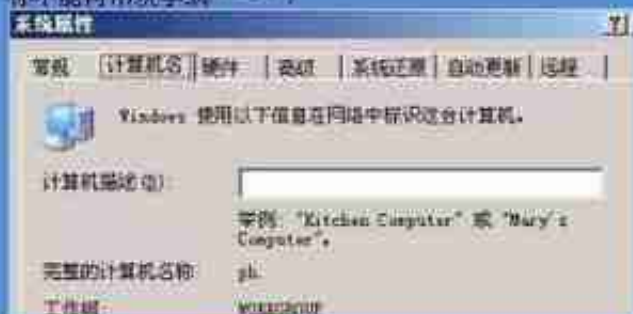 系统属性
常规 计算机名 硬件 高级 系统还原 自动更新 远程
Windows 使用以下信息在网络中标识这台计算机。
计算机描述(D):
举例: "Kitchen Computer" 或 "Mary's
Computer"。
完整的计算机名称
工作组:
WORKGROUP